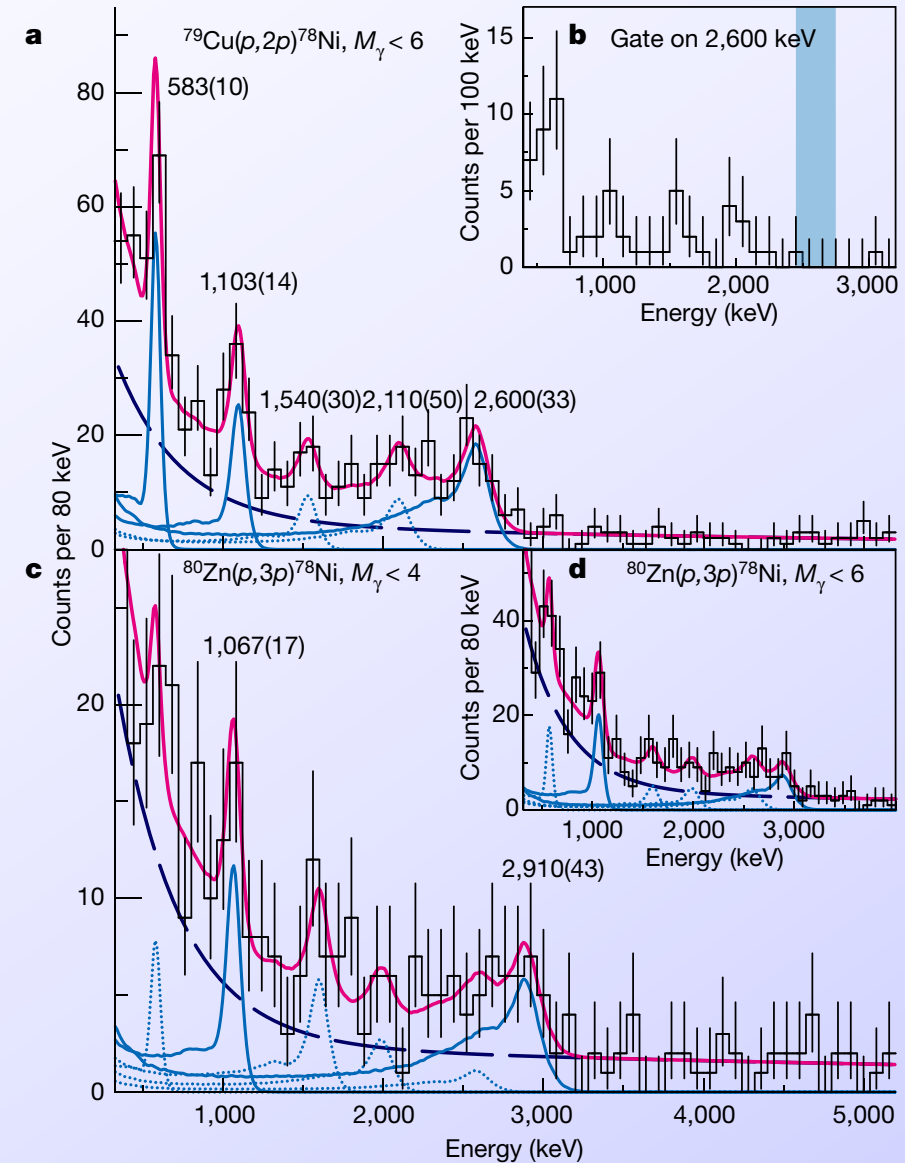 a
⁷⁹Cu(p,2p)⁷⁸Ni, Mγ < 6
583(10)
1,103(14)
1,540(30)
2,110(50)
2,600(33)
80
60
40
20
0
Counts per 80 keV
b
Gate on 2,600 keV
Counts per 100 keV
15
10
5
0
1,000
2,000
3,000
Energy (keV)
c
⁸⁰Zn(p,3p)⁷⁸Ni, Mγ < 4
1,067(17)
2,910(43)
20
10
0
1,000
2,000
3,000
4,000
5,000
Energy (keV)
d
⁸⁰Zn(p,3p)⁷⁸Ni, Mγ < 6
Counts per 80 keV
40
20
0
1,000
2,000
3,000
Energy (keV)